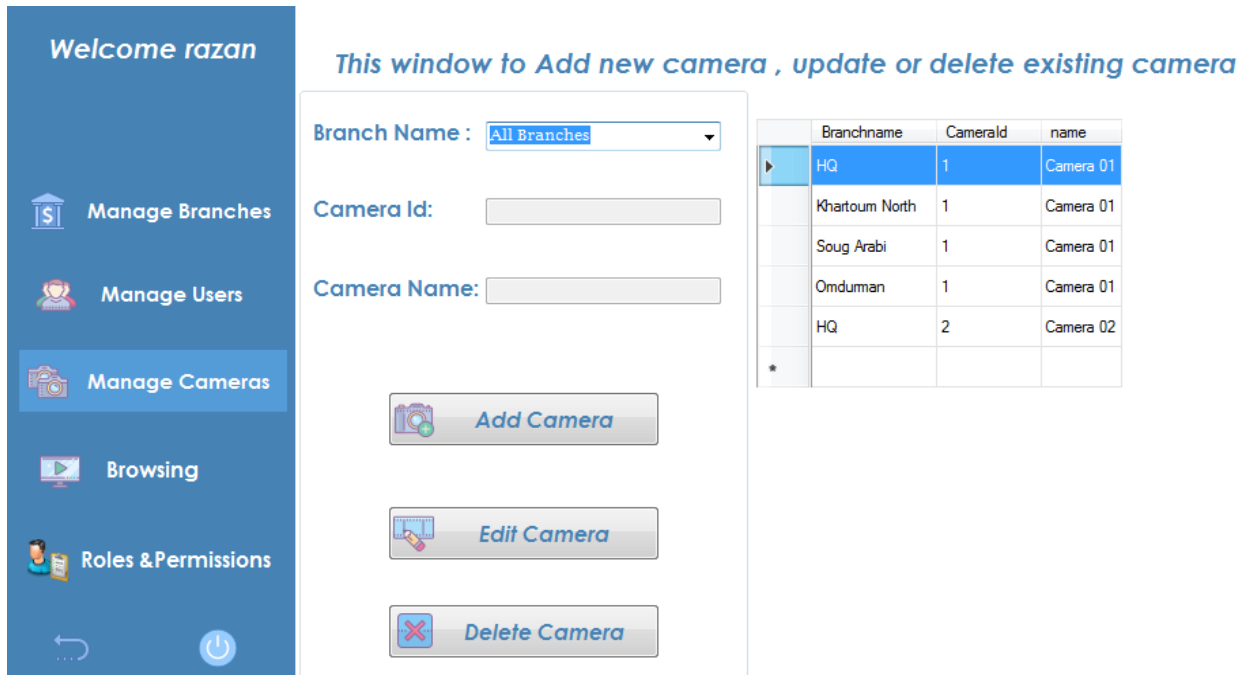 Welcome razan
Manage Branches
Manage Users
Manage Cameras
Browsing
Roles &Permissions
This window to Add new camera , update or delete existing camera
Branch Name : All Branches
Camera Id:
Camera Name:
Add Camera
Edit Camera
Delete Camera
Branchname CameraId name
HQ 1 Camera 01
Khartoum North 1 Camera 01
Soug Arabi 1 Camera 01
Omdurman 1 Camera 01
HQ 2 Camera 02
*